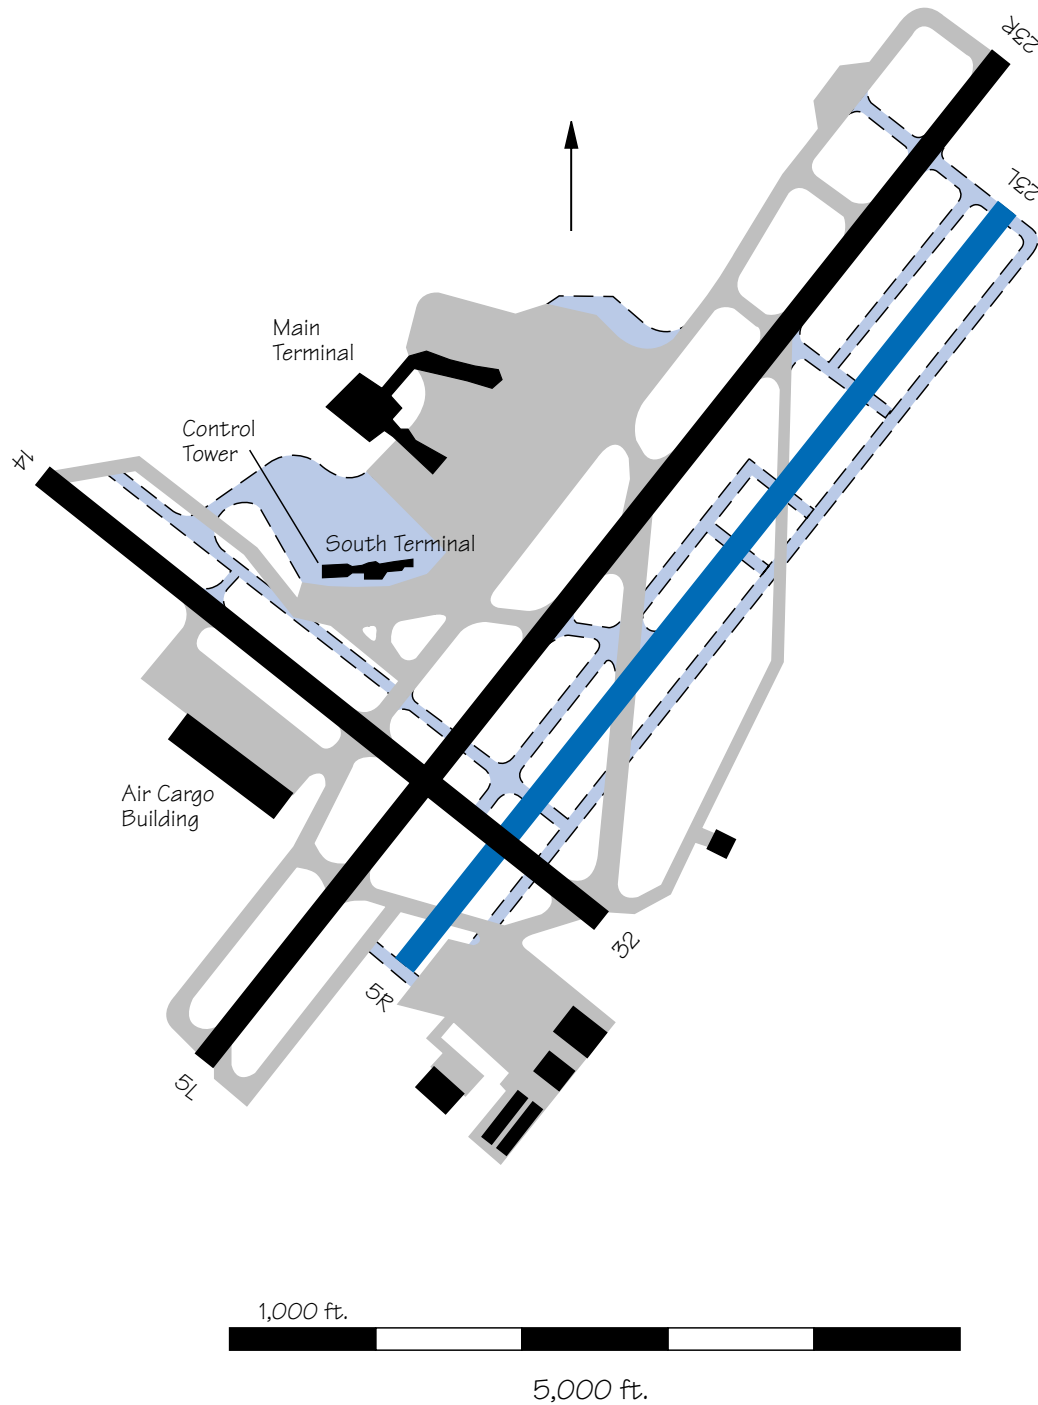 23R
23L
Main
Terminal
Control
Tower
14
South Terminal
Air Cargo
Building
32
5R
5L
1,000 ft.
5,000 ft.